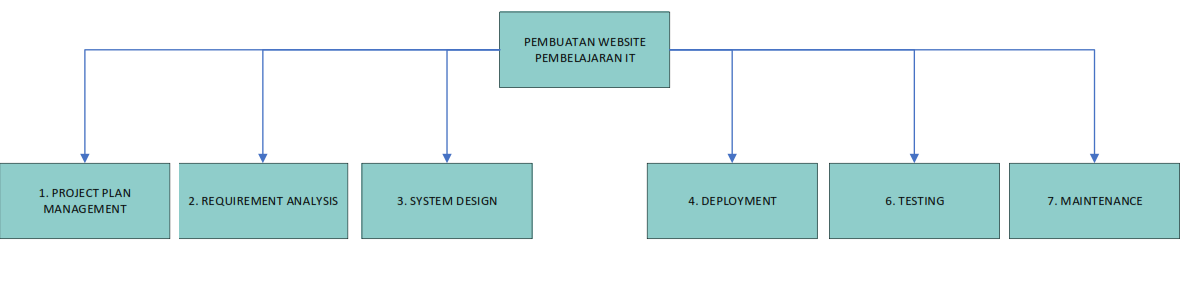 PEMBUATAN WEBSITE
PEMBELAJARAN IT
1. PROJECT PLAN
MANAGEMENT
2. REQUIREMENT ANALYSIS
3. SYSTEM DESIGN
4. DEPLOYMENT
6. TESTING
7. MAINTENANCE